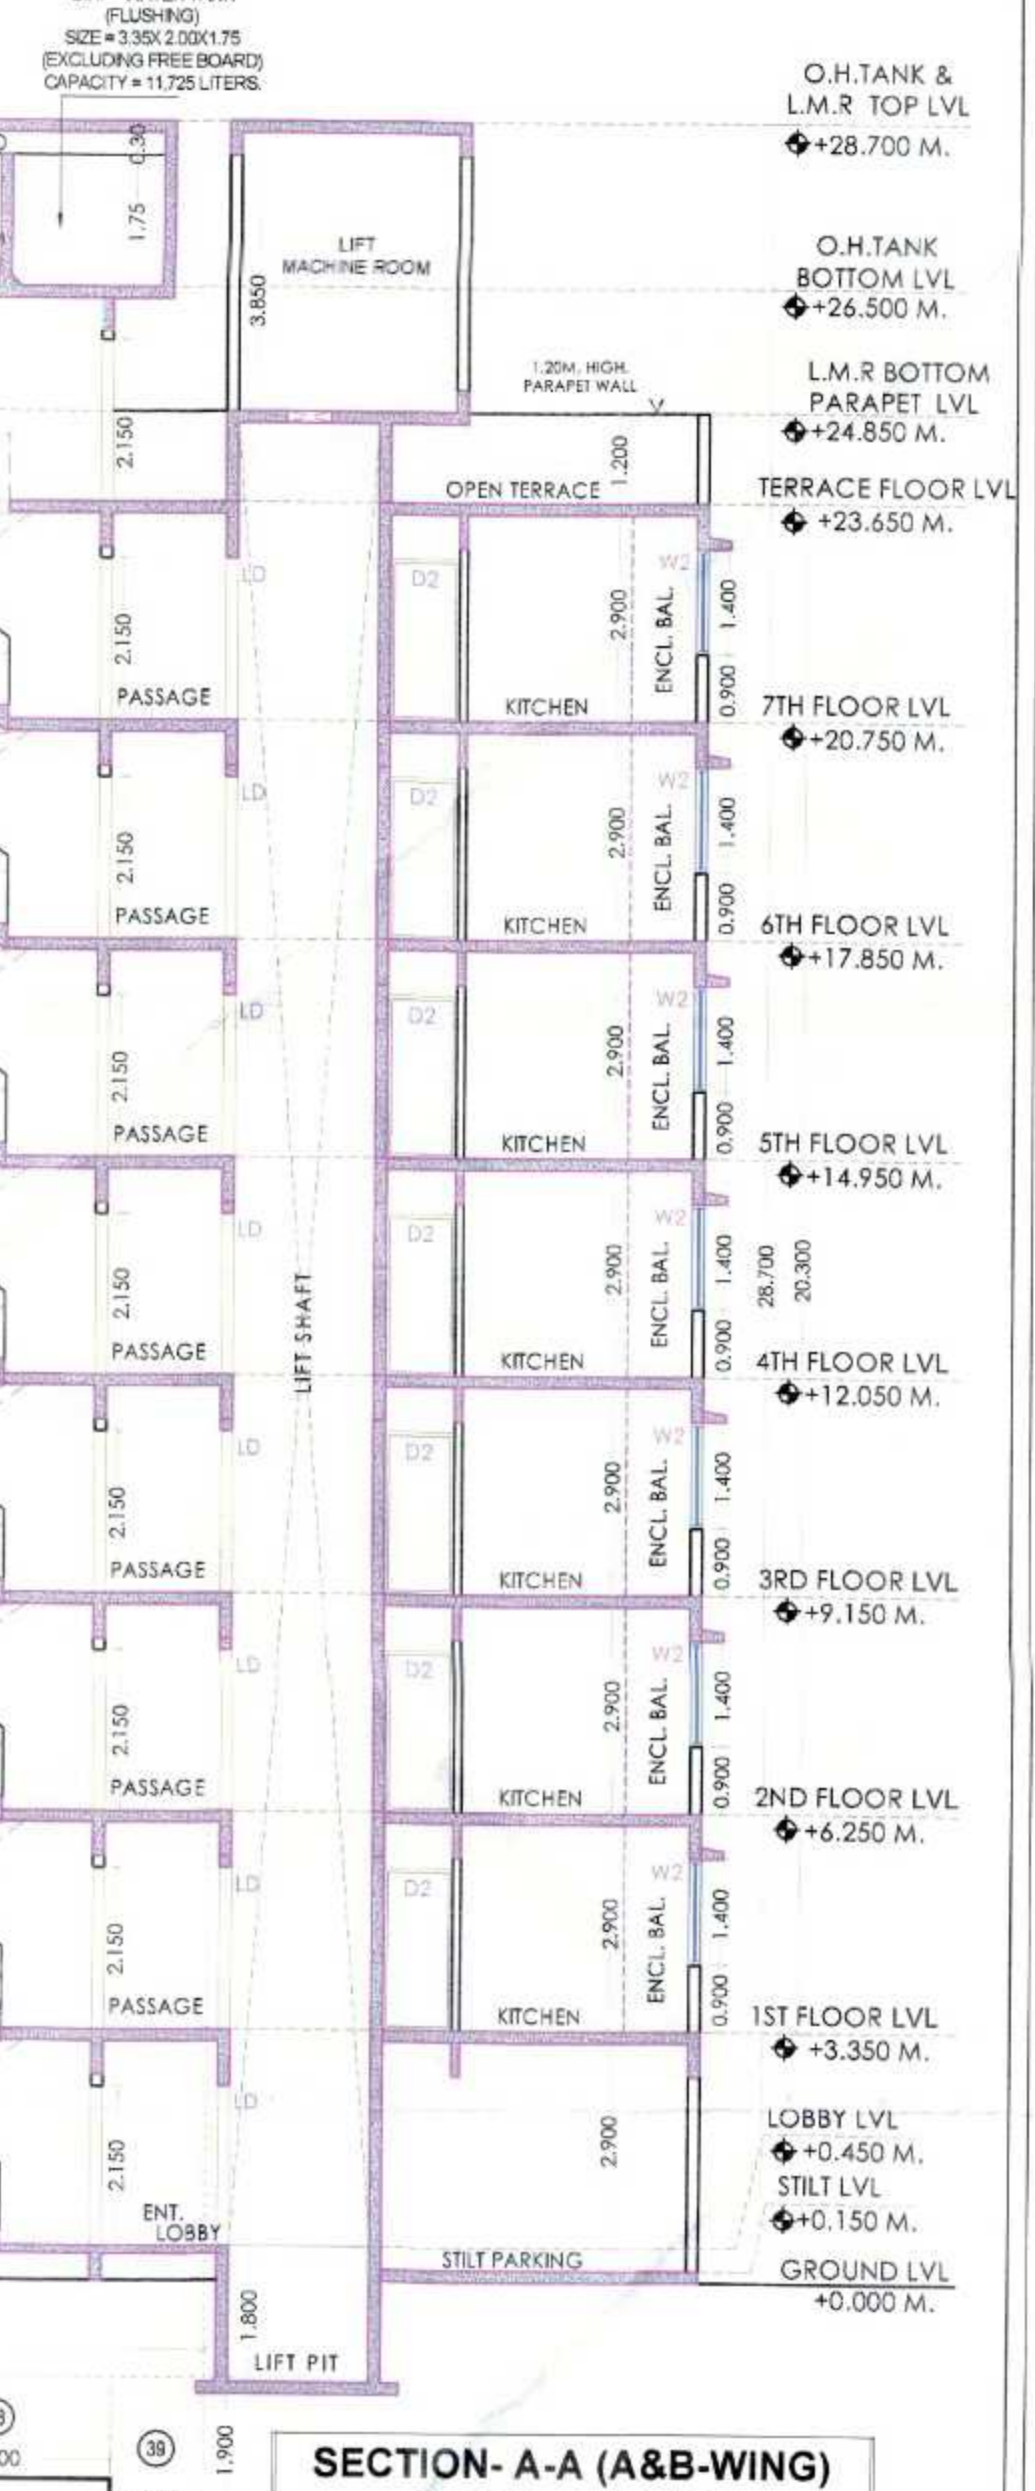 (FLUSHING)
SIZE = 3.35X 2.00X1.75
(EXCLUDING FREE BOARD)
CAPACITY = 11,725 LITERS.
O.H.TANK &
L.M.R TOP LVL
+28.700 M.
0.30
1.75
LIFT
MACHINE ROOM
3.850
O.H.TANK
BOTTOM LVL
+26.500 M.
1.20M. HIGH.
PARAPET WALL
L.M.R BOTTOM
PARAPET LVL
+24.850 M.
2.150
1.200
OPEN TERRACE
TERRACE FLOOR LVL
+23.650 M.
LD
D2
W2
2.150
2.900
ENCL. BAL.
1.400
0.900
PASSAGE
KITCHEN
7TH FLOOR LVL
+20.750 M.
LD
D2
W2
2.150
2.900
ENCL. BAL.
1.400
0.900
PASSAGE
KITCHEN
6TH FLOOR LVL
+17.850 M.
LD
D2
W2
2.150
2.900
ENCL. BAL.
1.400
0.900
PASSAGE
KITCHEN
5TH FLOOR LVL
+14.950 M.
LD
D2
W2
2.150
2.900
ENCL. BAL.
1.400
0.900
28.700
20.300
LIFT SHAFT
PASSAGE
KITCHEN
4TH FLOOR LVL
+12.050 M.
LD
D2
W2
2.150
2.900
ENCL. BAL.
1.400
0.900
PASSAGE
KITCHEN
3RD FLOOR LVL
+9.150 M.
LD
D2
W2
2.150
2.900
ENCL. BAL.
1.400
0.900
PASSAGE
KITCHEN
2ND FLOOR LVL
+6.250 M.
LD
D2
W2
2.150
2.900
ENCL. BAL.
1.400
0.900
PASSAGE
KITCHEN
1ST FLOOR LVL
+3.350 M.
LD
2.150
2.900
LOBBY LVL
+0.450 M.
STILT LVL
+0.150 M.
ENT.
LOBBY
STILT PARKING
GROUND LVL
+0.000 M.
1.800
LIFT PIT
39
1.900
SECTION- A-A (A&B-WING)